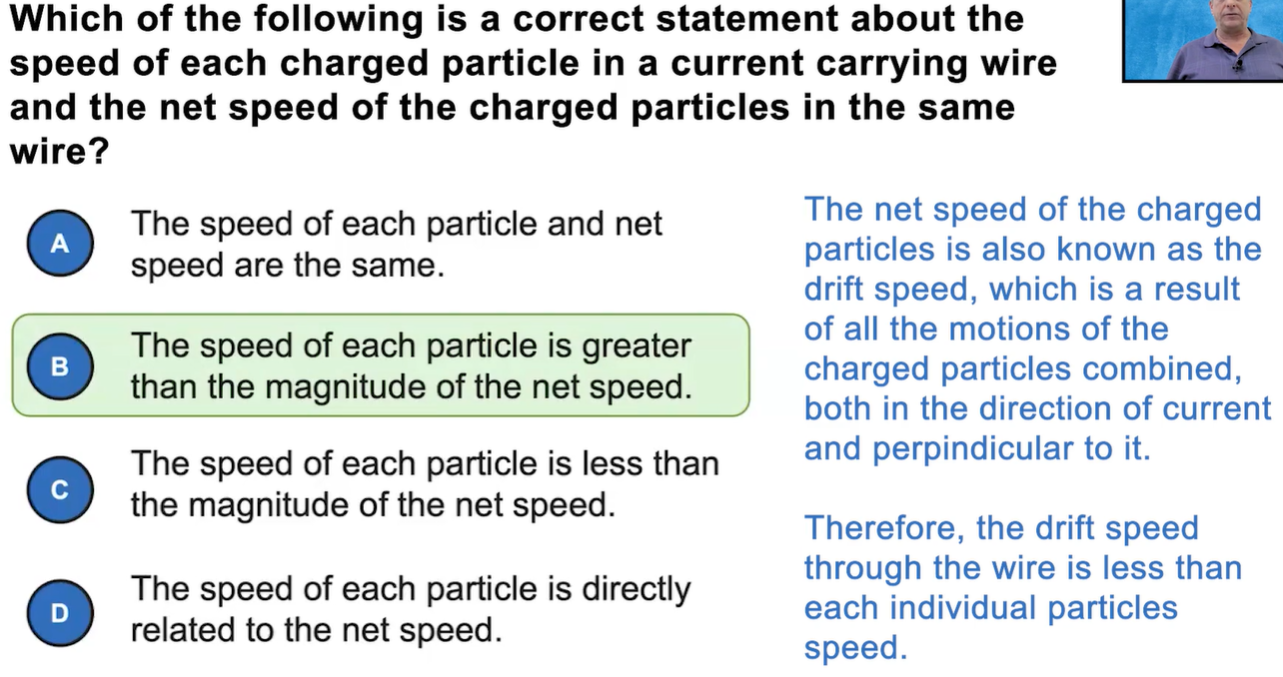 Which of the following is a correct statement about the
speed of each charged particle in a current carrying wire
and the net speed of the charged particles in the same
wire?
A
The speed of each particle and net
speed are the same.
B
The speed of each particle is greater
than the magnitude of the net speed.
C
The speed of each particle is less than
the magnitude of the net speed.
D
The speed of each particle is directly
related to the net speed.
The net speed of the charged
particles is also known as the
drift speed, which is a result
of all the motions of the
charged particles combined,
both in the direction of current
and perpindicular to it.
Therefore, the drift speed
through the wire is less than
each individual particles
speed.